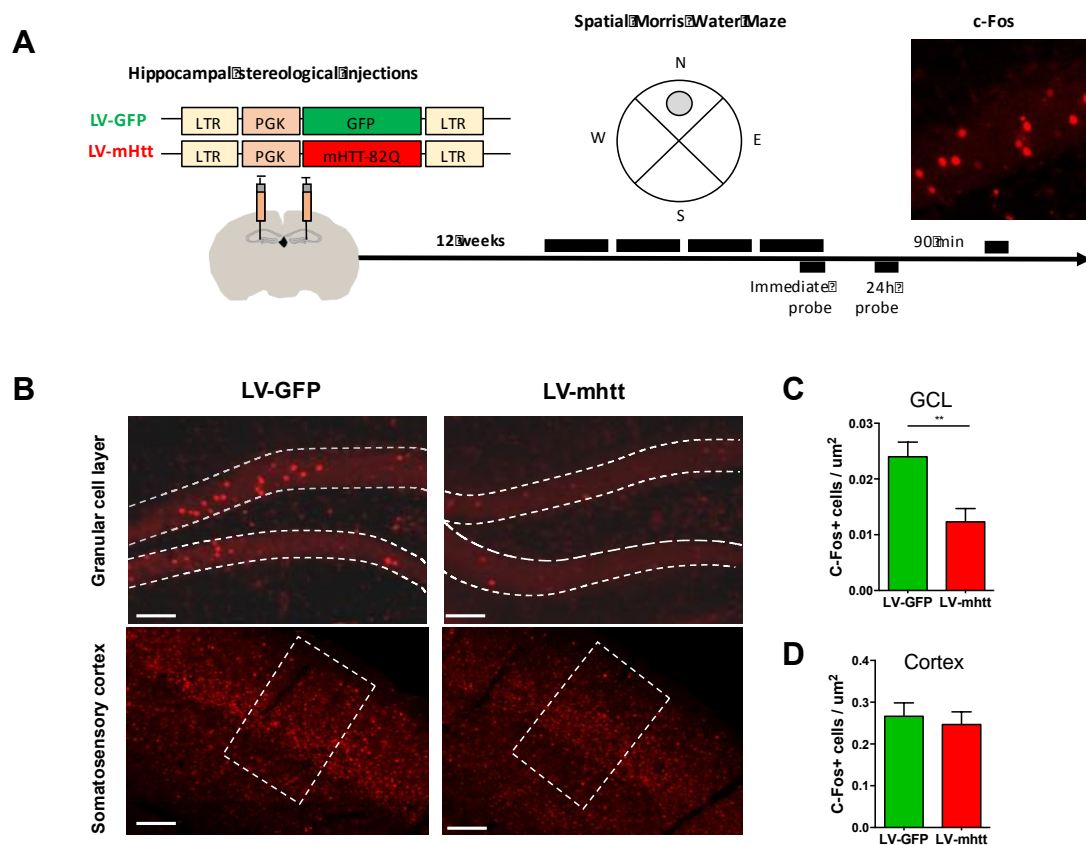 A
Hippocampal stereological injections
LV-GFP
LTR PGK GFP LTR
LV-mHtt
LTR PGK mHTT-82Q LTR
Spatial Morris Water Maze
N
W E
S
c-Fos
12 weeks
90 min
Immediate
probe
24h
probe
B
LV-GFP LV-mhtt
Granular cell layer
Somatosensory cortex
C
GCL
**
C-Fos+ cells / um²
0.03
0.02
0.01
0.00
LV-GFP LV-mhtt
D
Cortex
C-Fos+ cells / um²
0.4
0.3
0.2
0.1
0.0
LV-GFP LV-mhtt